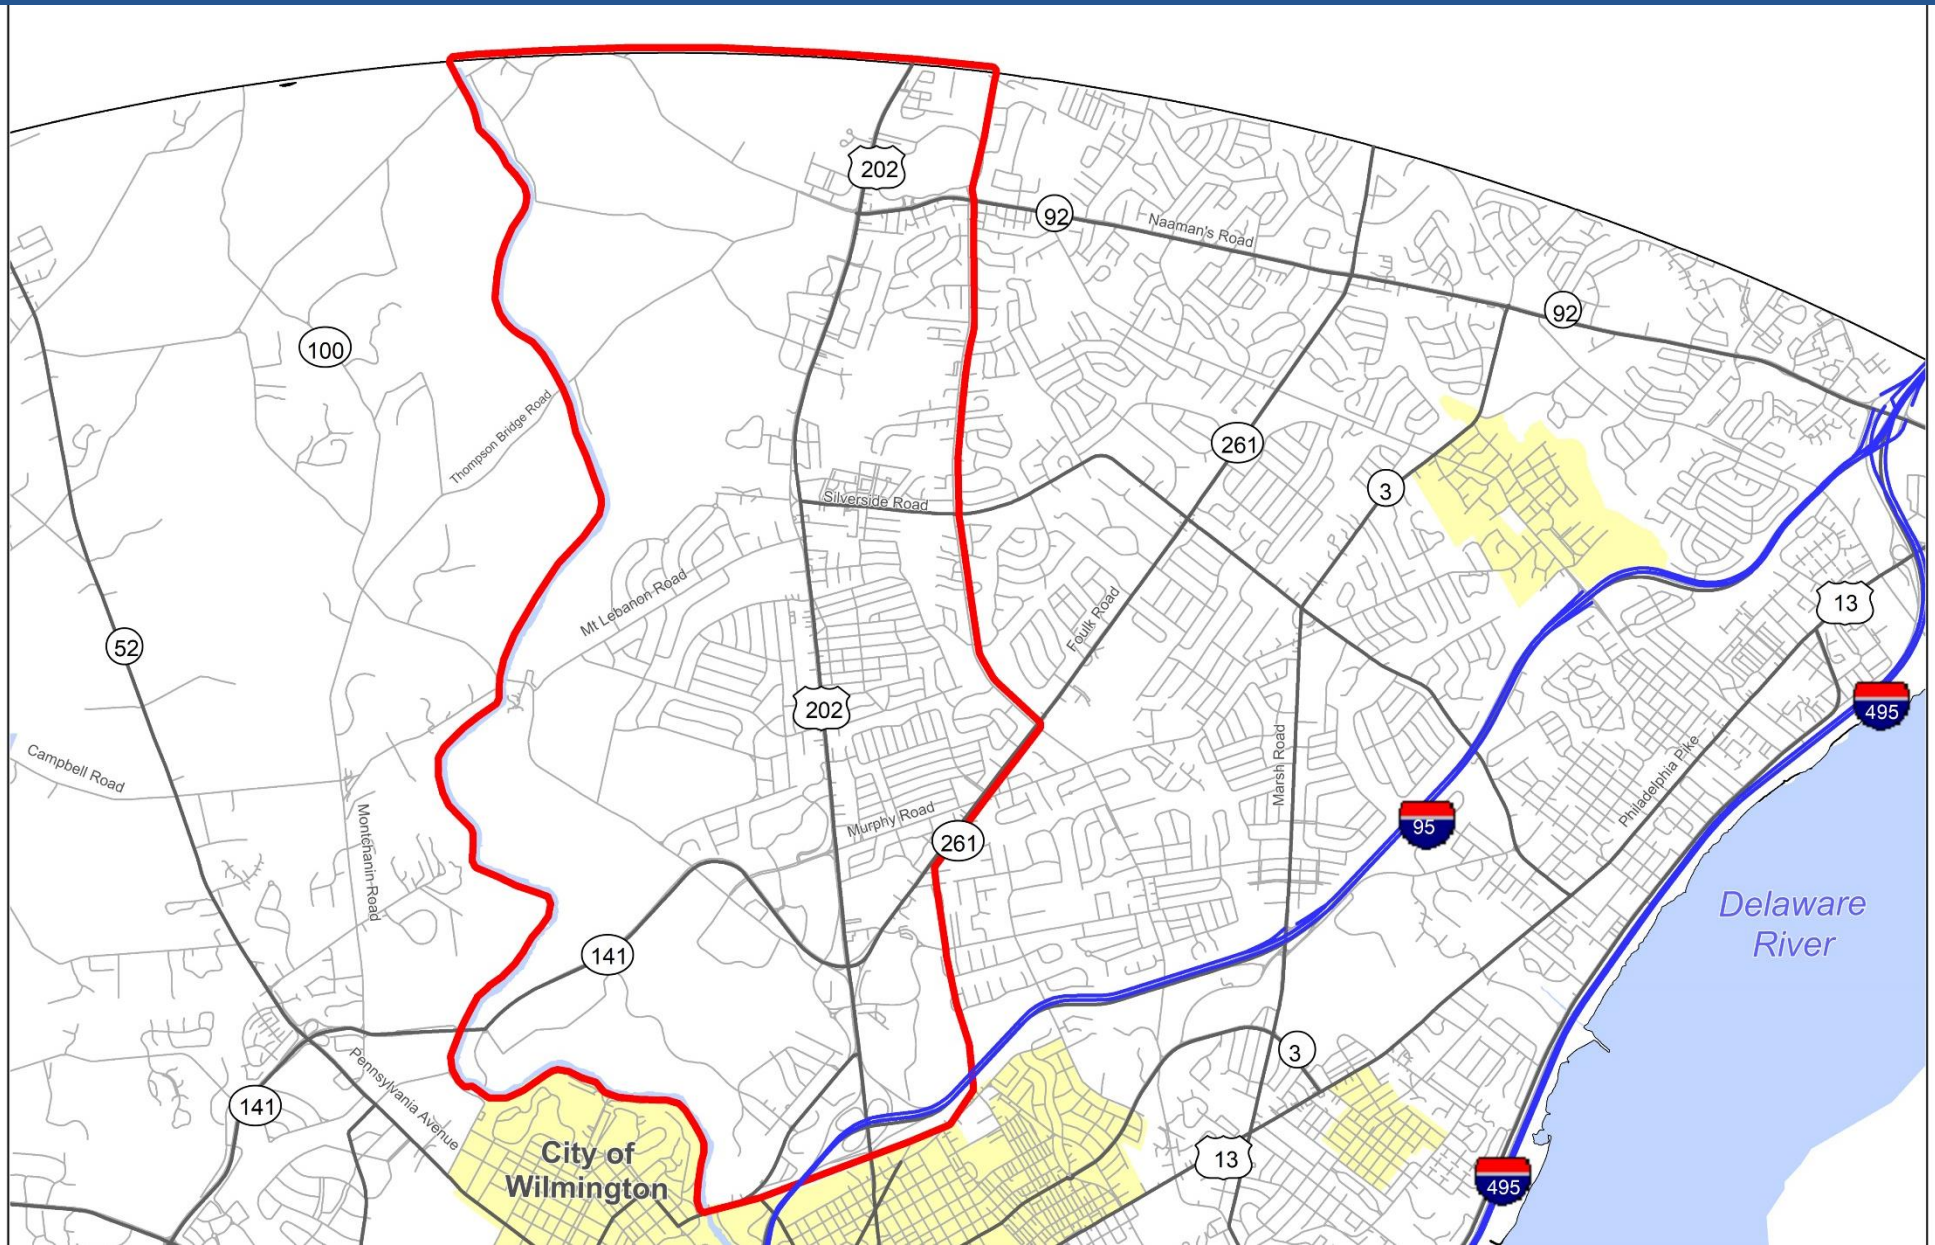 202
92
Naaman's Road
92
100
Thompson Bridge Road
261
3
Silverside Road
Mt Lebanon Road
Foulk Road
13
52
202
495
Campbell Road
Marsh Road
Philadelphia Pike
Montchanin Road
Murphy Road
261
95
Delaware
River
141
3
Pennsylvania Avenue
141
City of
Wilmington
13
495